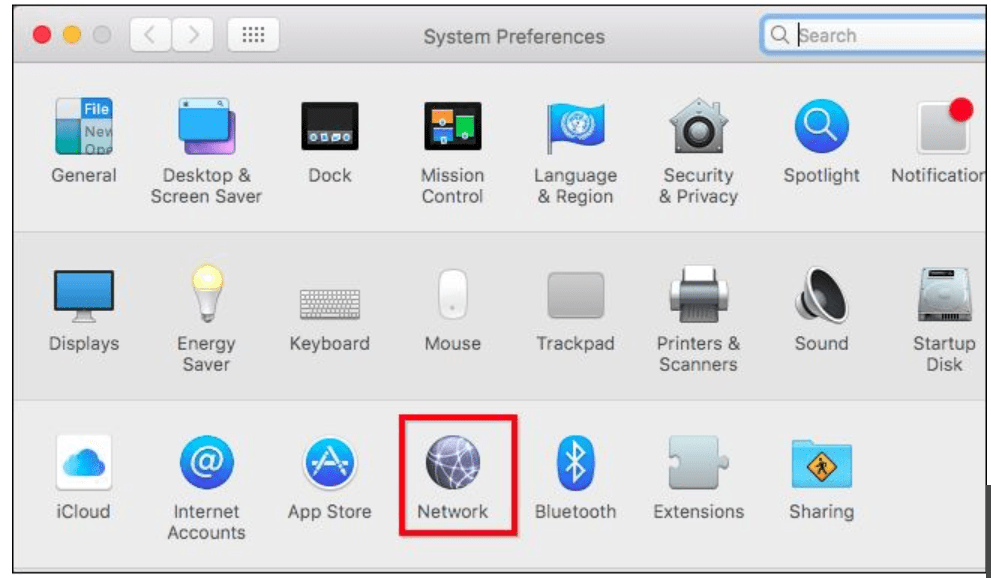 System Preferences
Search
File
New
Ope
General
Desktop &
Screen Saver
Dock
Mission
Control
Language
& Region
Security
& Privacy
Spotlight
Notification
Displays
Energy
Saver
Keyboard
Mouse
Trackpad
Printers &
Scanners
Sound
Startup
Disk
iCloud
@
Internet
Accounts
App Store
Network
Bluetooth
Extensions
Sharing